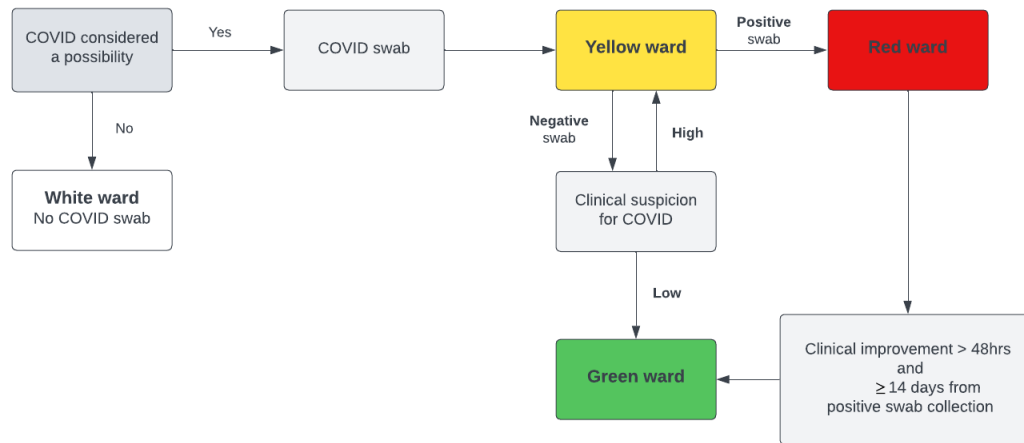 COVID considered
a possibility
Yes
COVID swab
Yellow ward
Positive
swab
Red ward
No
Negative
swab
High
White ward
No COVID swab
Clinical suspicion
for COVID
Low
Green ward
Clinical improvement > 48hrs
and
≥ 14 days from
positive swab collection